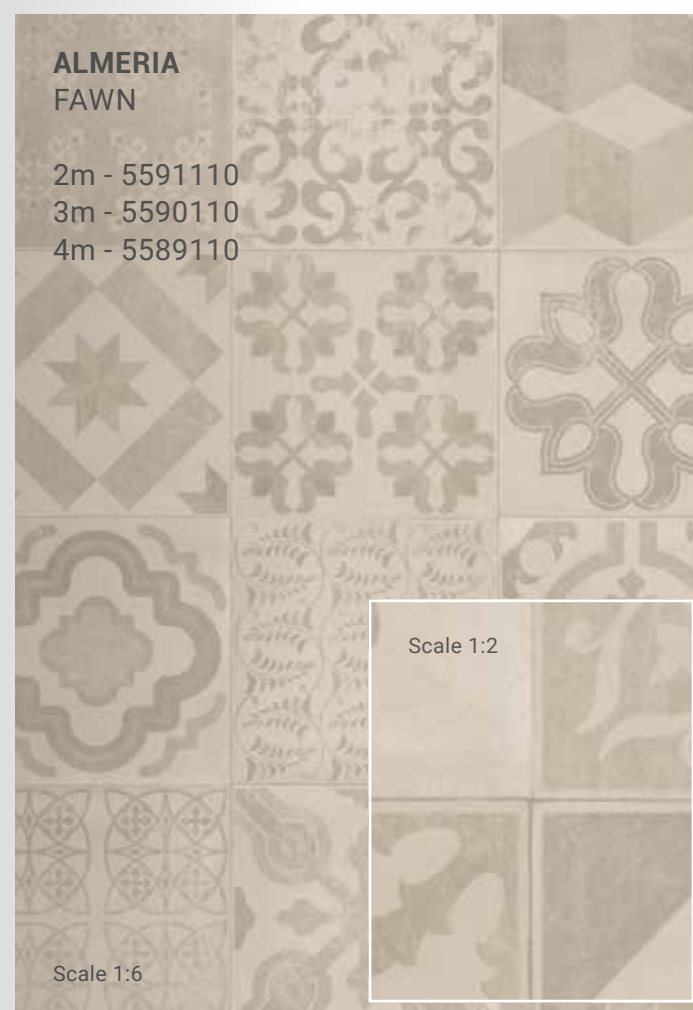 ALMERIA
FAWN
2m - 5591110
3m - 5590110
4m - 5589110
Scale 1:2
Scale 1:6